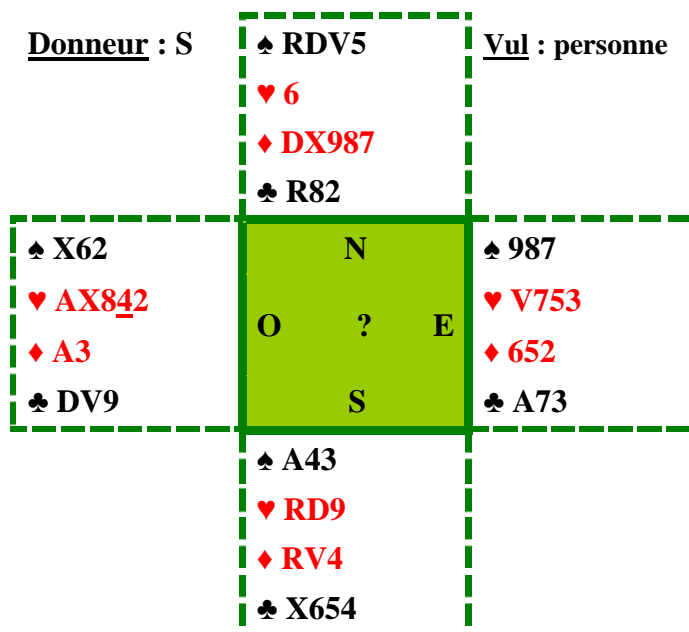 Donneur : S
♠ RDV5
Vul : personne
♥ 6
♦ DX987
♣ R82
♠ X62
N
♠ 987
♥ AX842
♥ V753
O ? E
♦ A3
♦ 652
♣ DV9
S
♣ A73
♠ A43
♥ RD9
♦ RV4
♣ X654